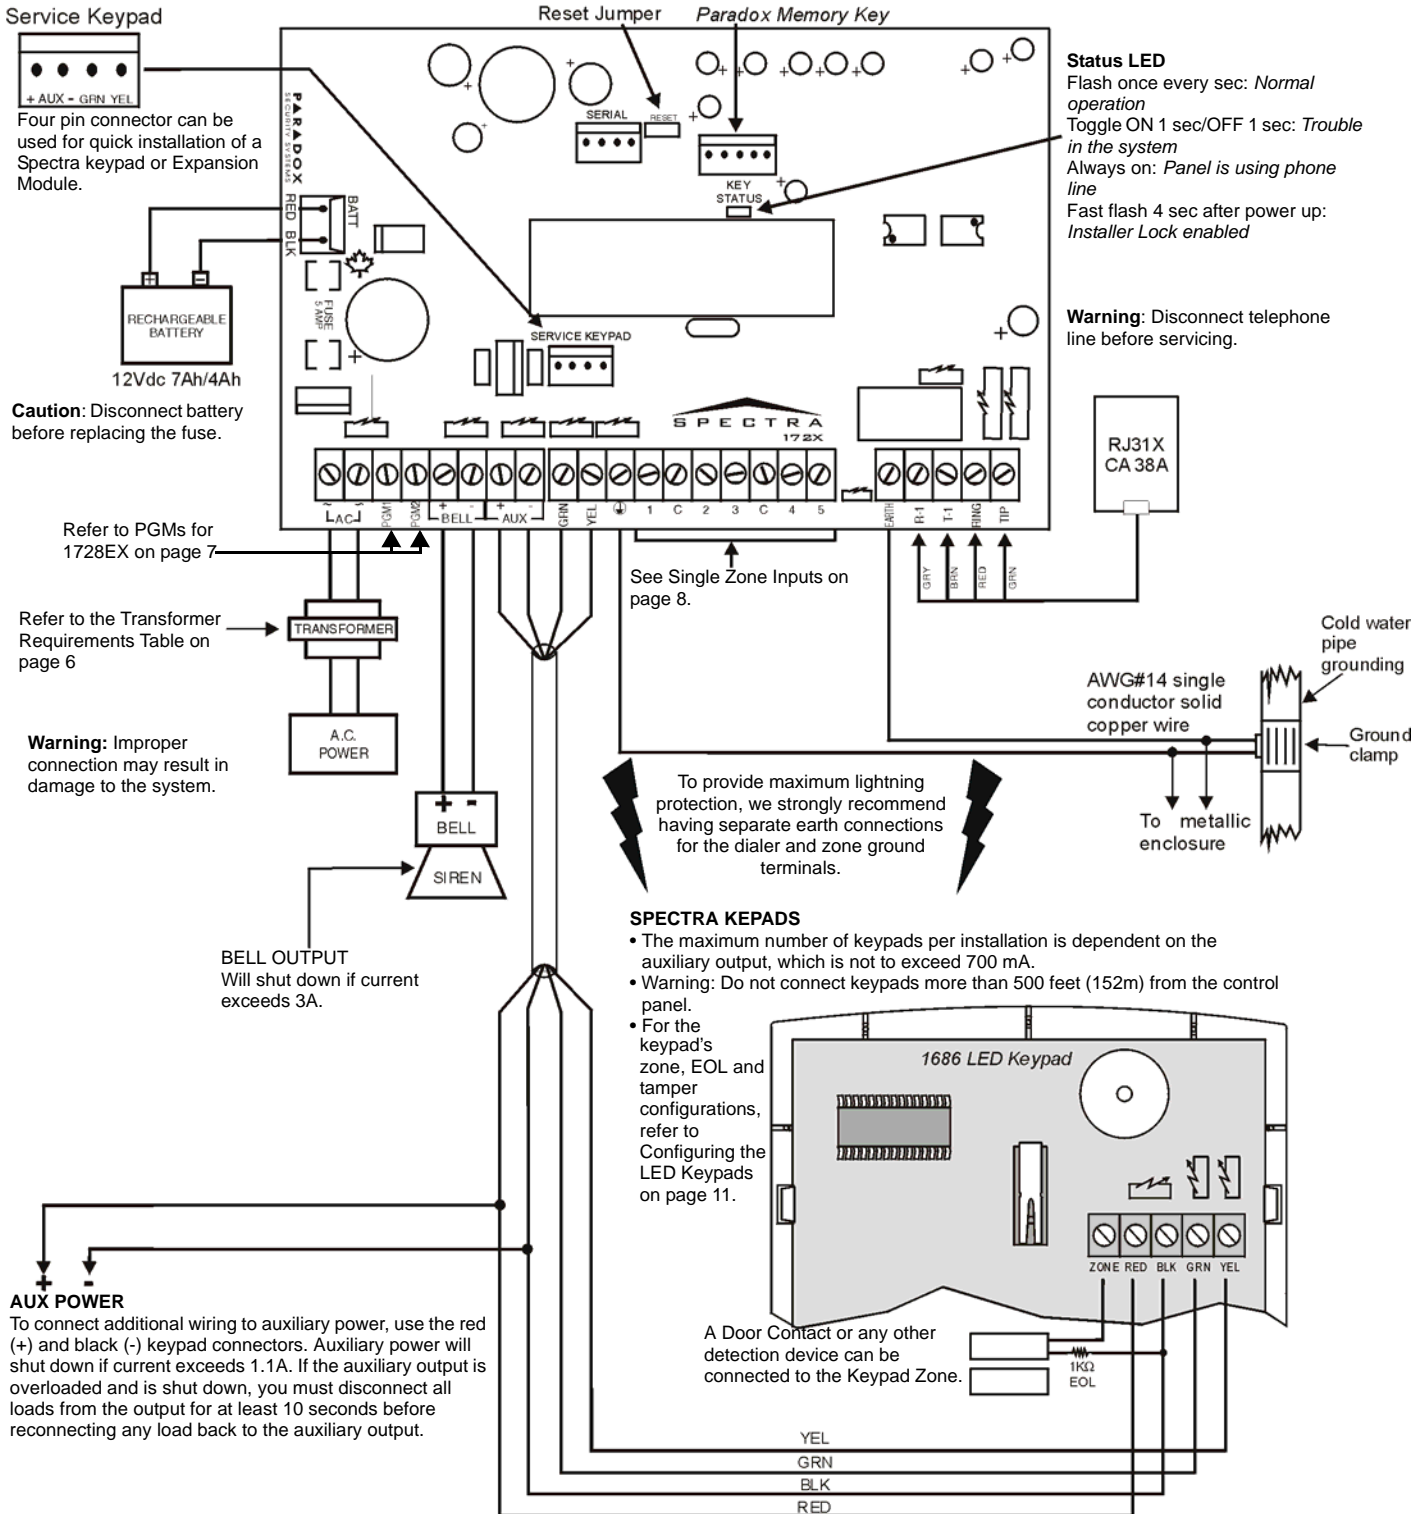 Service Keypad
+ AUX - GRN YEL
Four pin connector can be
used for quick installation of a
Spectra keypad or Expansion
Module.
Reset Jumper
Paradox Memory Key
PARADOX
SECURITY SYSTEMS
SERIAL
RESET
KEY
STATUS
Status LED
Flash once every sec: Normal
operation
Toggle ON 1 sec/OFF 1 sec: Trouble
in the system
Always on: Panel is using phone
line
Fast flash 4 sec after power up:
Installer Lock enabled
RED
BLK
BATT
+ -
RECHARGEABLE
BATTERY
12Vdc 7Ah/4Ah
FUSE
5 AMP
SERVICE KEYPAD
Caution: Disconnect battery
before replacing the fuse.
Warning: Disconnect telephone
line before servicing.
SPECTRA
172X
RJ31X
CA 38A
~ ~
AC
PGM1
PGM2
+ -
BELL
+ -
AUX
GRN
YEL
1 C 2 3 C 4 5
EARTH
R-1
T-1
RING
TIP
GRY
BRN
RED
GRN
Refer to PGMs for
1728EX on page 7
See Single Zone Inputs on
page 8.
Refer to the Transformer
Requirements Table on
page 6
TRANSFORMER
A.C.
POWER
Warning: Improper
connection may result in
damage to the system.
+ -
BELL
SIREN
BELL OUTPUT
Will shut down if current
exceeds 3A.
Cold water
pipe
grounding
AWG#14 single
conductor solid
copper wire
Ground
clamp
To metallic
enclosure
To provide maximum lightning
protection, we strongly recommend
having separate earth connections
for the dialer and zone ground
terminals.
SPECTRA KEPADS
• The maximum number of keypads per installation is dependent on the
auxiliary output, which is not to exceed 700 mA.
• Warning: Do not connect keypads more than 500 feet (152m) from the control
panel.
• For the
keypad's
zone, EOL and
tamper
configurations,
refer to
Configuring the
LED Keypads
on page 11.
1686 LED Keypad
ZONE RED BLK GRN YEL
+ -
AUX POWER
To connect additional wiring to auxiliary power, use the red
(+) and black (-) keypad connectors. Auxiliary power will
shut down if current exceeds 1.1A. If the auxiliary output is
overloaded and is shut down, you must disconnect all
loads from the output for at least 10 seconds before
reconnecting any load back to the auxiliary output.
A Door Contact or any other
detection device can be
connected to the Keypad Zone.
1KΩ
EOL
YEL
GRN
BLK
RED